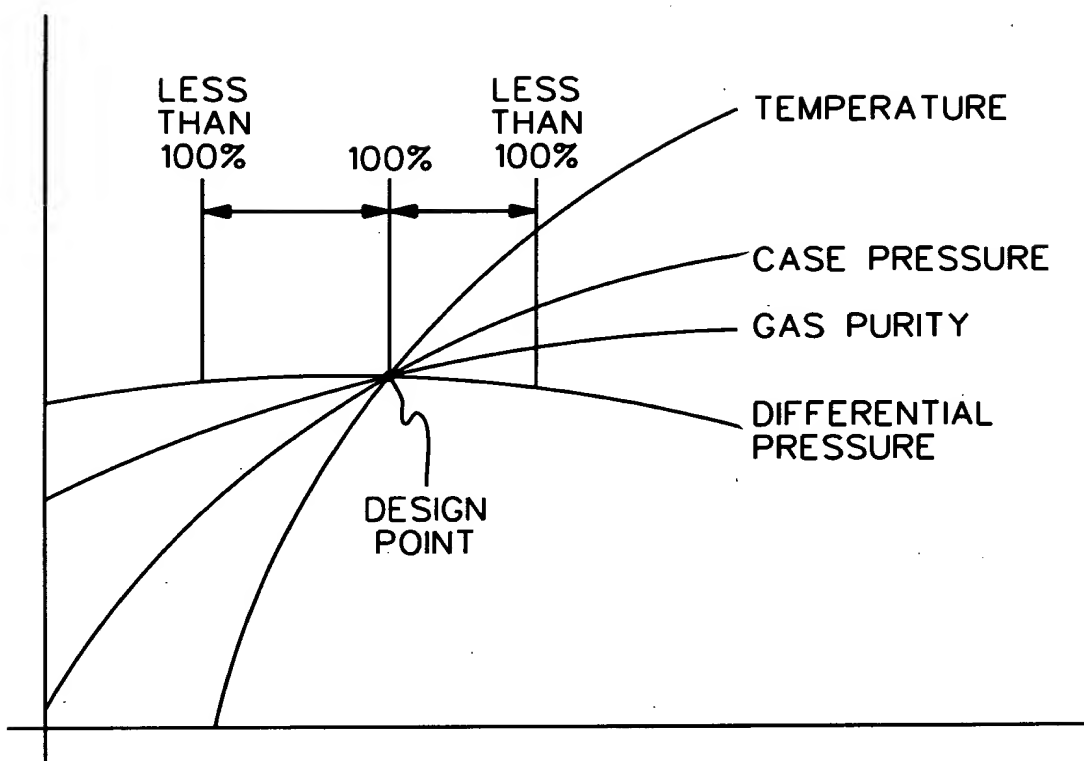 LESS
THAN
100%
100%
LESS
THAN
100%
TEMPERATURE
CASE PRESSURE
GAS PURITY
DIFFERENTIAL
PRESSURE
DESIGN
POINT